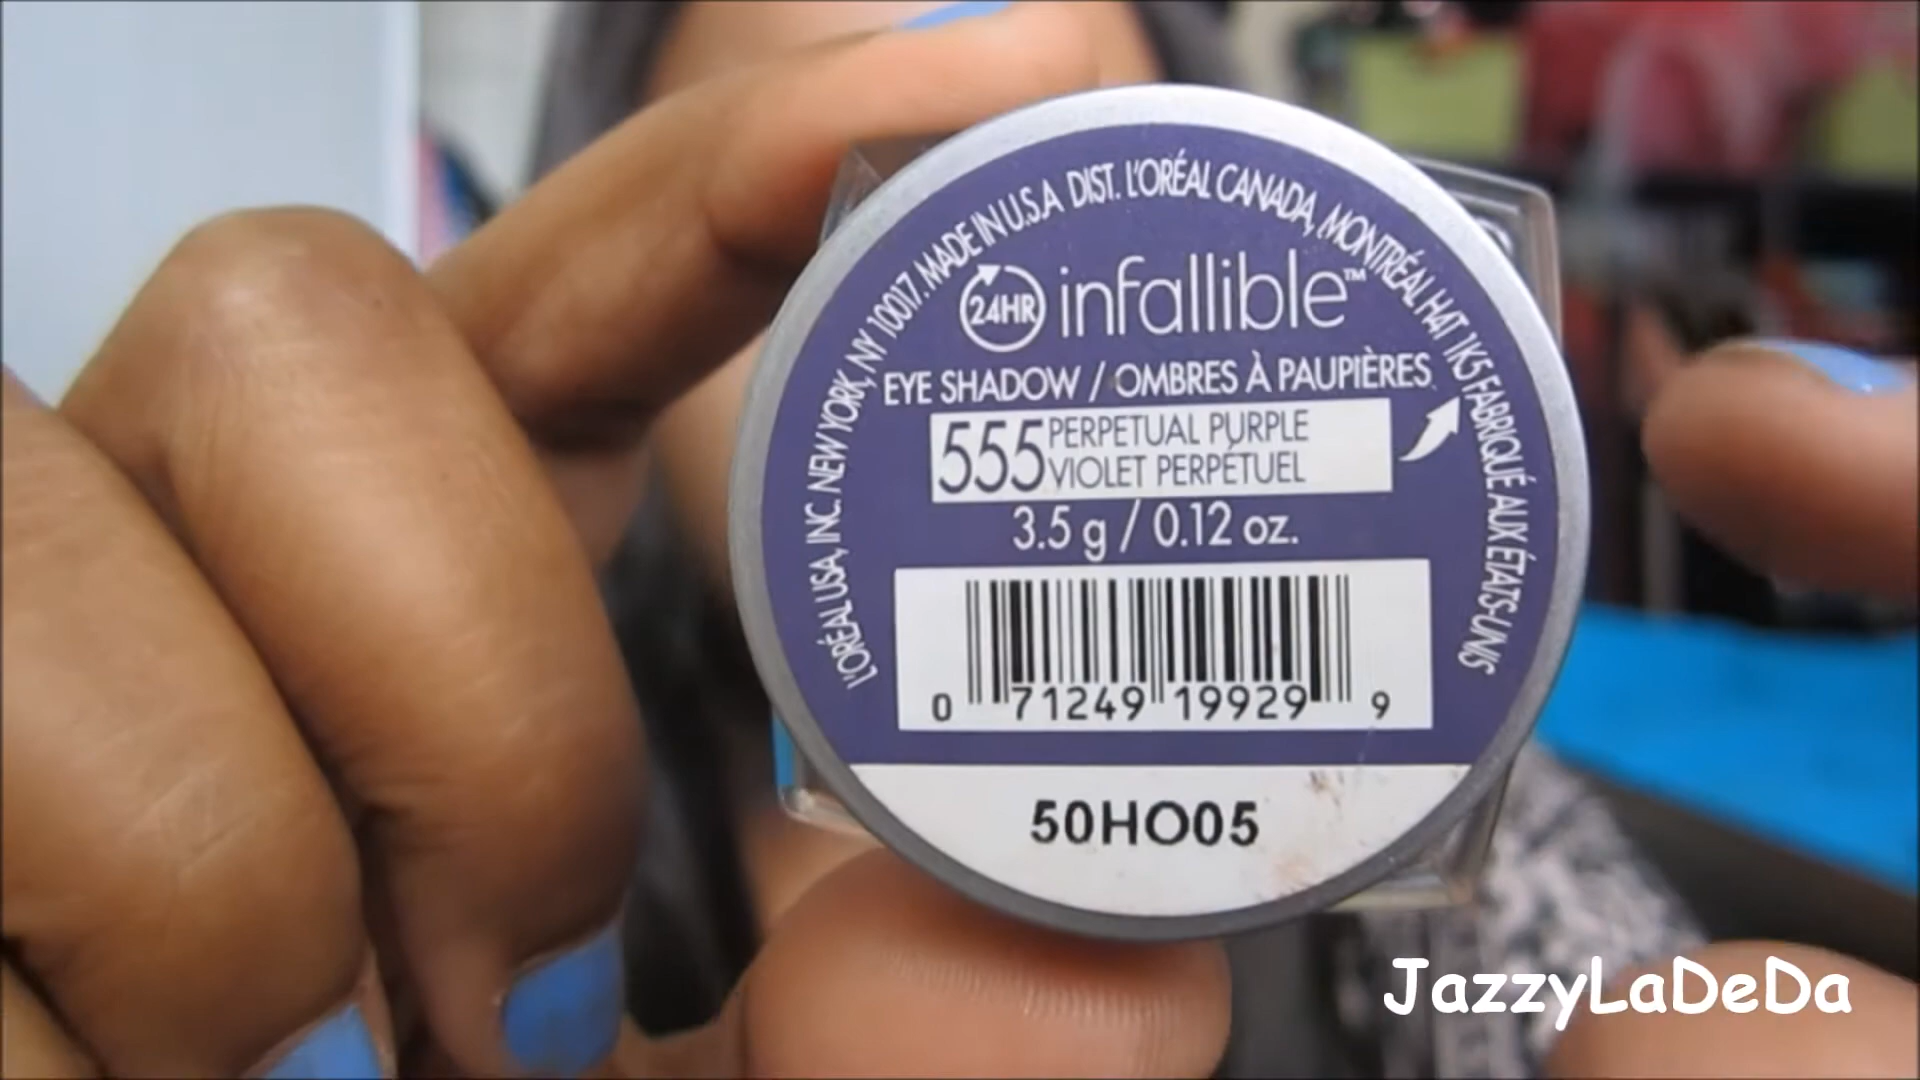 L'ORÉAL USA, INC. NEW YORK, NY 10017. MADE IN U.S.A DIST. L'ORÉAL CANADA, MONTRÉAL H4T 1K5 FABRIQUÉ AUX ÉTATS-UNIS
24HR infallible™
EYE SHADOW / OMBRES À PAUPIÈRES
555 PERPETUAL PURPLE
VIOLET PERPÉTUEL
3.5 g / 0.12 oz.
0 71249 19929 9
50HO05
JazzyLaDeDa